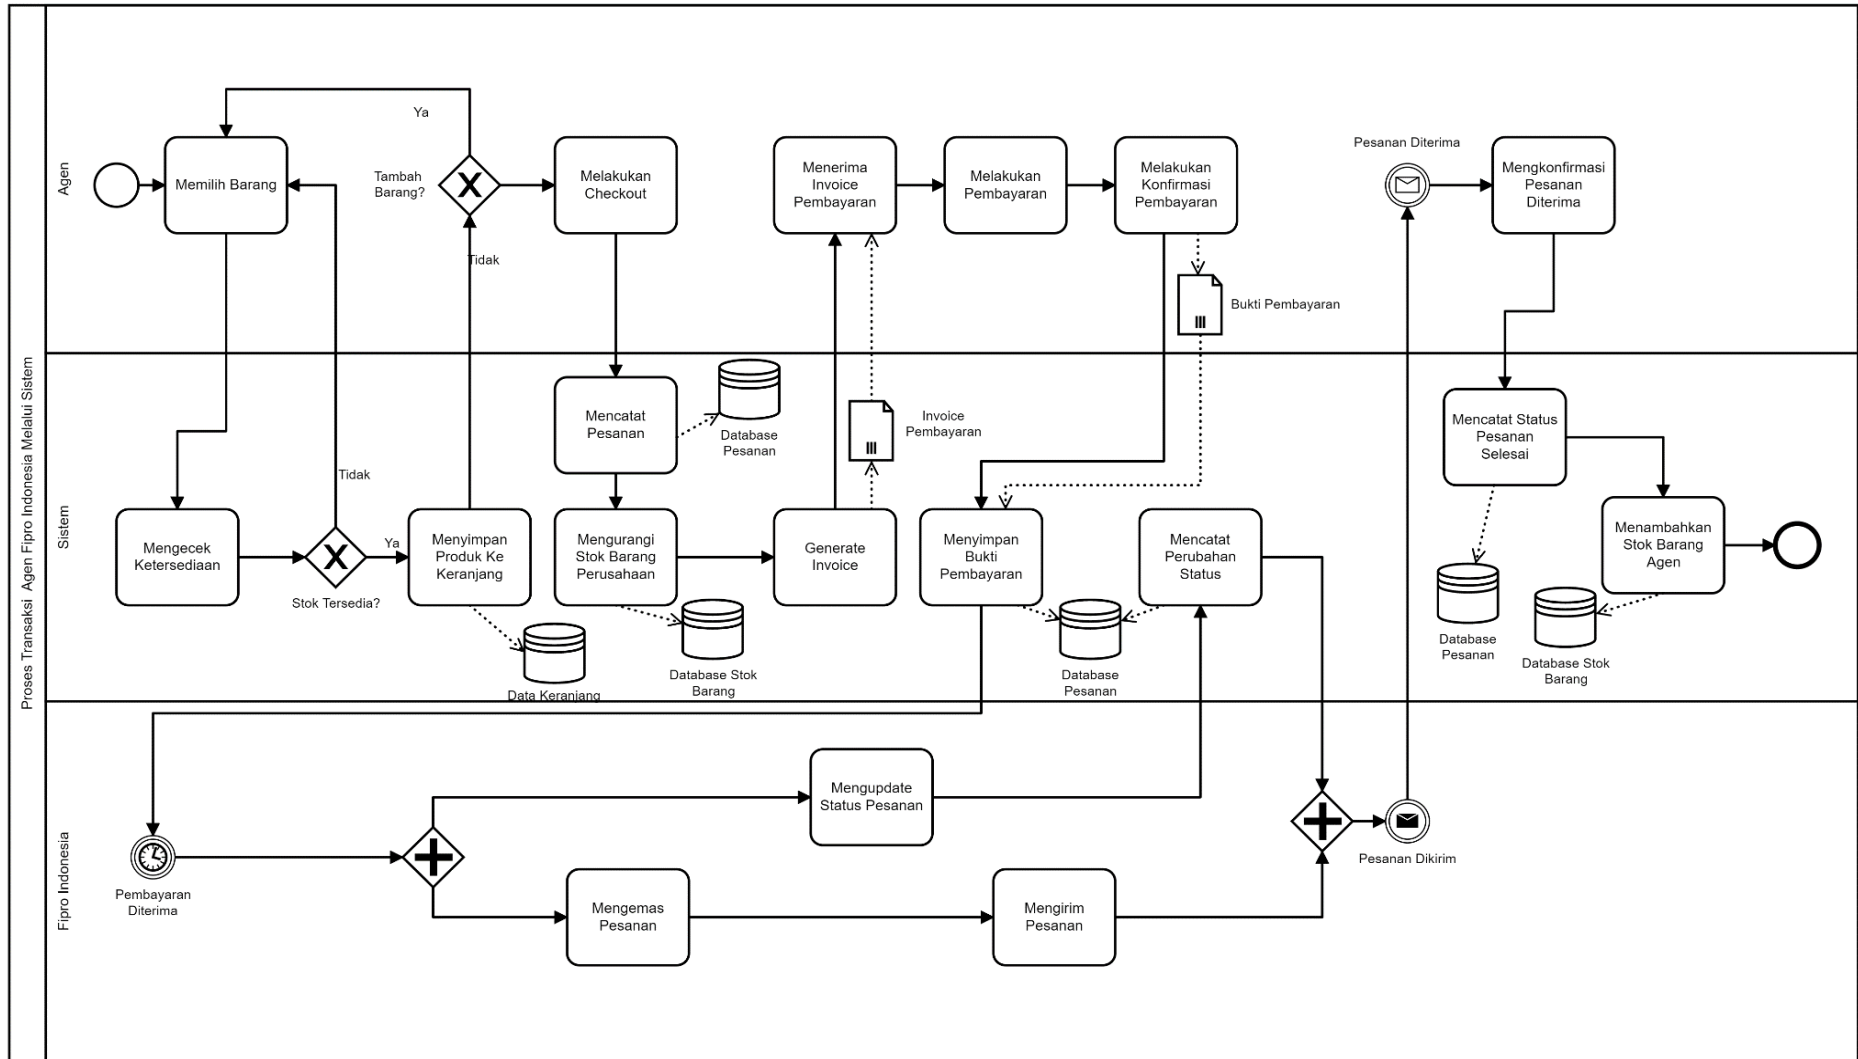 Proses Transaksi  Agen Fipro Indonesia Melalui Sistem
Agen
Ya
Memilih Barang
Tambah
Barang?
Melakukan
Checkout
Menerima
Invoice
Pembayaran
Melakukan
Pembayaran
Melakukan
Konfirmasi
Pembayaran
Pesanan Diterima
Mengkonfirmasi
Pesanan
Diterima
Tidak
Bukti Pembayaran
Sistem
Mencatat
Pesanan
Database
Pesanan
Invoice
Pembayaran
Mencatat Status
Pesanan
Selesai
Tidak
Mengecek
Ketersediaan
Stok Tersedia?
Ya
Menyimpan
Produk Ke
Keranjang
Mengurangi
Stok Barang
Perusahaan
Generate
Invoice
Menyimpan
Bukti
Pembayaran
Mencatat
Perubahan
Status
Menambahkan
Stok Barang
Agen
Data Keranjang
Database Stok
Barang
Database
Pesanan
Database
Pesanan
Database Stok
Barang
Fipro Indonesia
Mengupdate
Status Pesanan
Pembayaran
Diterima
Mengemas
Pesanan
Mengirim
Pesanan
Pesanan Dikirim